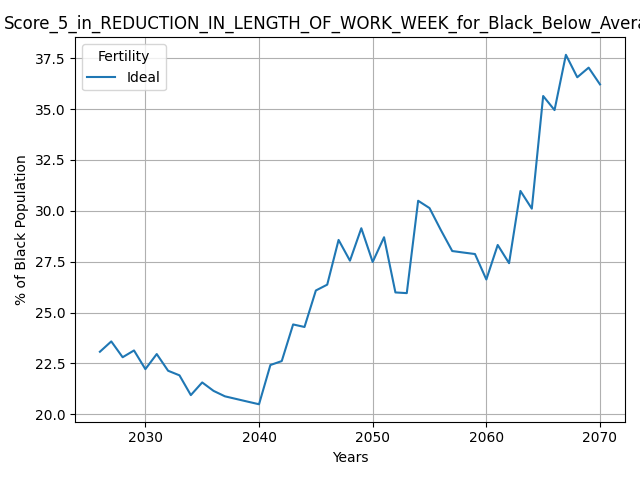 Score_5_in_REDUCTION_IN_LENGTH_OF_WORK_WEEK_for_Black_Below_Avera
Fertility
Ideal
37.5
35.0
32.5
30.0
27.5
25.0
22.5
20.0
% of Black Population
2030 2040 2050 2060 2070
Years